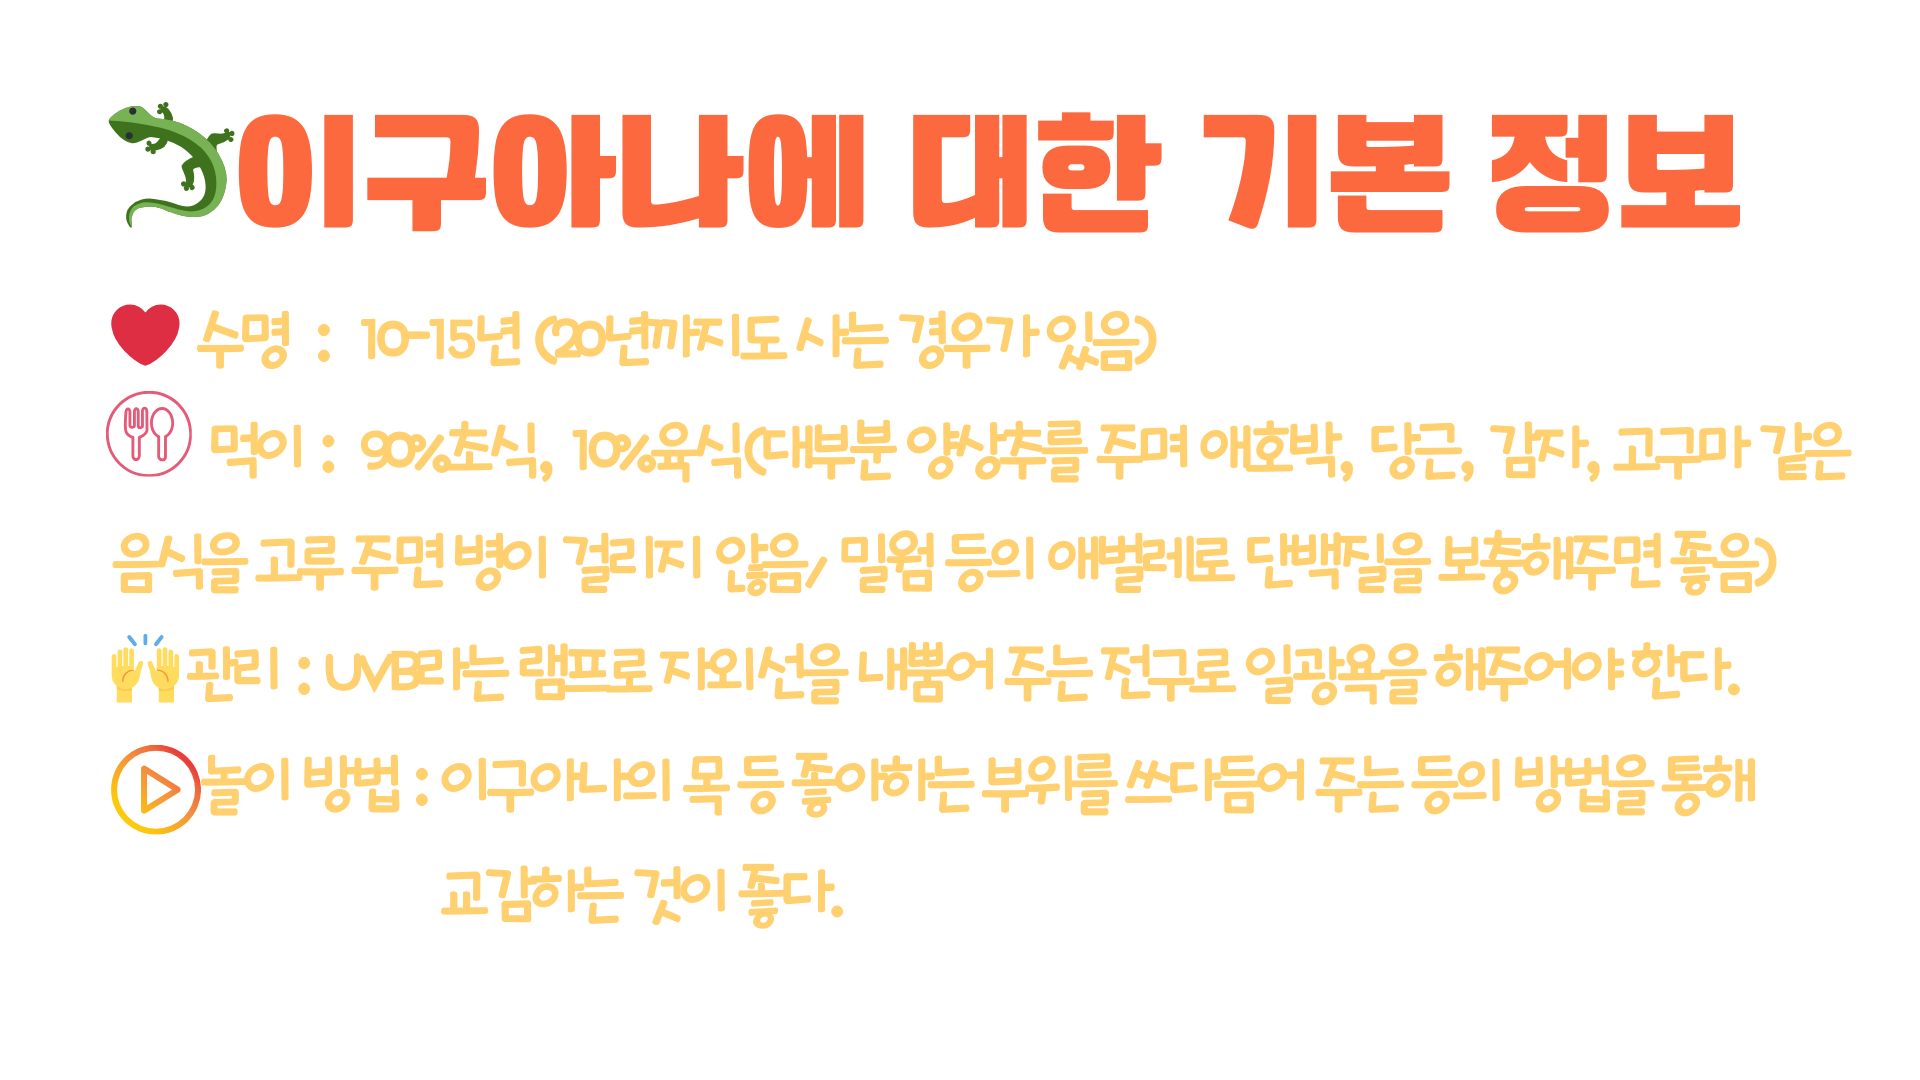 이구아나에 대한 기본 정보
수명 : 10-15년 (20년까지도 사는 경우가 있음)
먹이 : 90%초식, 10%육식(대부분 양상추를 주며 애호박, 당근, 감자, 고구마 같은
음식을 고루 주면 병이 걸리지 않음/ 밀웜 등의 애벌레로 단백질을 보충해주면 좋음)
관리 : UVB라는 램프로 자외선을 내뿜어 주는 전구로 일광욕을 해주어야 한다.
놀이 방법 : 이구아나의 목 등 좋아하는 부위를 쓰다듬어 주는 등의 방법을 통해
교감하는 것이 좋다.